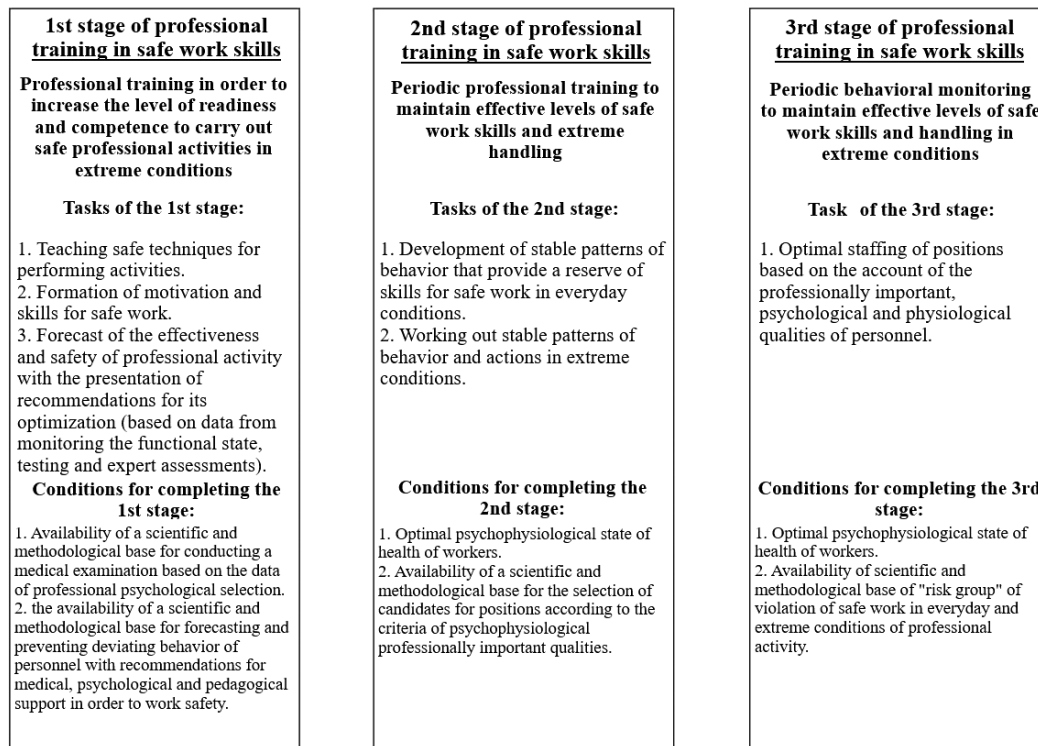 1st stage of professional
training in safe work skills
Professional training in order to
increase the level of readiness
and competence to carry out
safe professional activities in
extreme conditions
Tasks of the 1st stage:
1. Teaching safe techniques for
performing activities.
2. Formation of motivation and
skills for safe work.
3. Forecast of the effectiveness
and safety of professional activity
with the presentation of
recommendations for its
optimization (based on data from
monitoring the functional state,
testing and expert assessments).
Conditions for completing the
1st stage:
1. Availability of a scientific and
methodological base for conducting a
medical examination based on the data
of professional psychological selection.
2. the availability of a scientific and
methodological base for forecasting and
preventing deviating behavior of
personnel with recommendations for
medical, psychological and pedagogical
support in order to work safety.
2nd stage of professional
training in safe work skills
Periodic professional training to
maintain effective levels of safe
work skills and extreme
handling
Tasks of the 2nd stage:
1. Development of stable patterns of
behavior that provide a reserve of
skills for safe work in everyday
conditions.
2. Working out stable patterns of
behavior and actions in extreme
conditions.
Conditions for completing the
2nd stage:
1. Optimal psychophysiological state of
health of workers.
2. Availability of a scientific and
methodological base for the selection of
candidates for positions according to the
criteria of psychophysiological
professionally important qualities.
3rd stage of professional
training in safe work skills
Periodic behavioral monitoring
to maintain effective levels of safe
work skills and handling in
extreme conditions
Task of the 3rd stage:
1. Optimal staffing of positions
based on the account of the
professionally important,
psychological and physiological
qualities of personnel.
Conditions for completing the 3rd
stage:
1. Optimal psychophysiological state of
health of workers.
2. Availability of scientific and
methodological base of "risk group" of
violation of safe work in everyday and
extreme conditions of professional
activity.